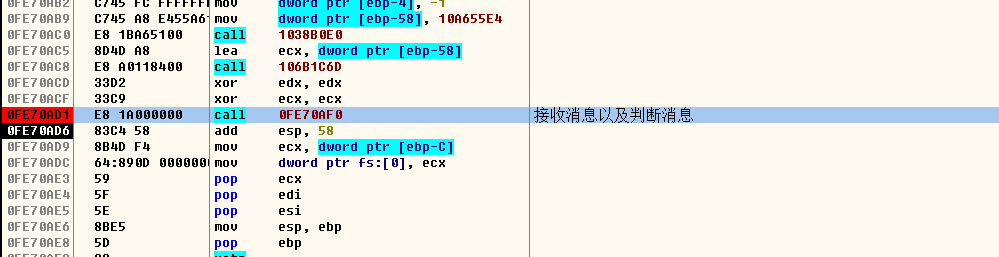 0FE70AB2 C745 FC FFFFFFF mov dword ptr [ebp-4], -1
0FE70AB9 C745 A8 E455A6 mov dword ptr [ebp-58], 10A655E4
0FE70AC0 E8 1BA65100 call 1038B0E0
0FE70AC5 8D4D A8 lea ecx, dword ptr [ebp-58]
0FE70AC8 E8 A0118400 call 106B1C6D
0FE70ACD 33D2 xor edx, edx
0FE70ACF 33C9 xor ecx, ecx
0FE70AD1 E8 1A000000 call 0FE70AF0 接收消息以及判断消息
0FE70AD6 83C4 58 add esp, 58
0FE70AD9 8B4D F4 mov ecx, dword ptr [ebp-C]
0FE70ADC 64:890D 0000000 mov dword ptr fs:[0], ecx
0FE70AE3 59 pop ecx
0FE70AE4 5F pop edi
0FE70AE5 5E pop esi
0FE70AE6 8BE5 mov esp, ebp
0FE70AE8 5D pop ebp